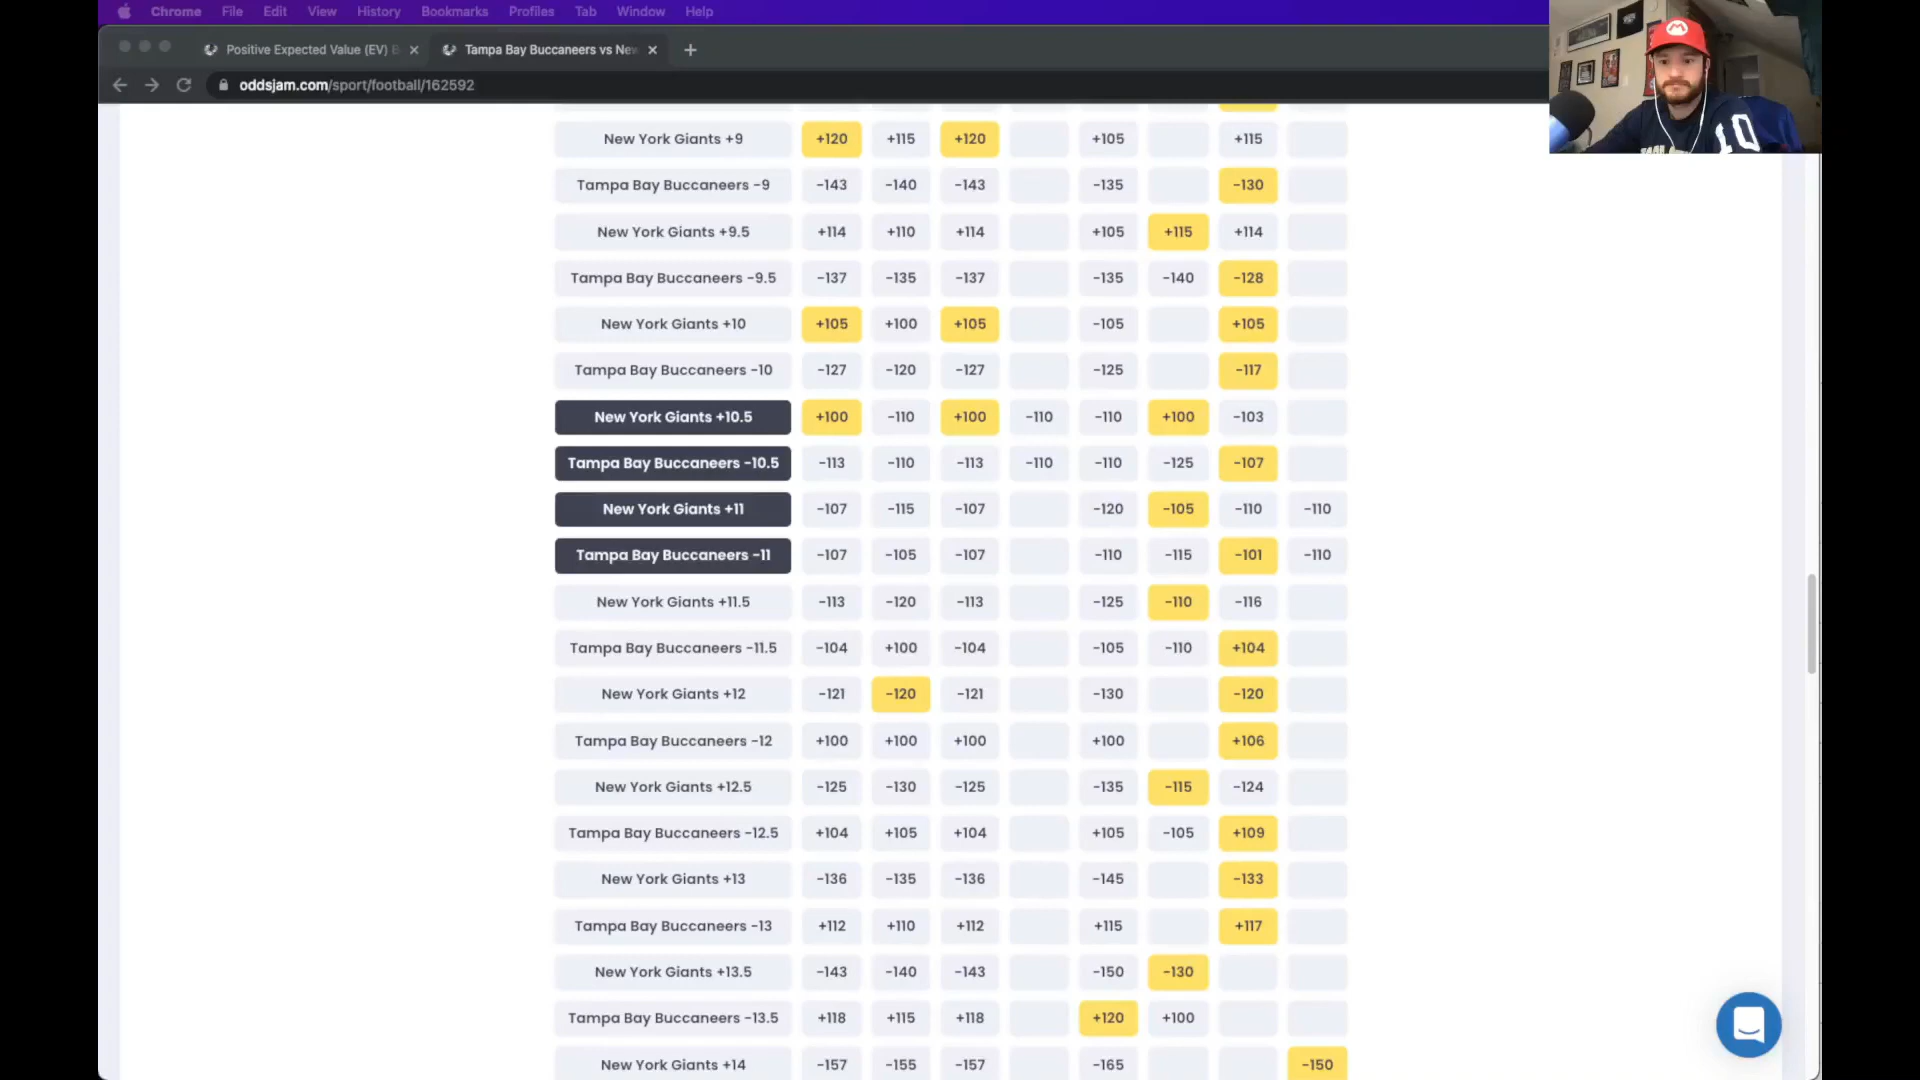 Chrome File Edit View History Bookmarks Profiles Tab Window Help
Positive Expected Value (EV) B Tampa Bay Buccaneers vs New
oddsjam.com/sport/football/162592
New York Giants +9 +120 +115 +120 +105 +115
Tampa Bay Buccaneers -9 -143 -140 -143 -135 -130
New York Giants +9.5 +114 +110 +114 +105 +115 +114
Tampa Bay Buccaneers -9.5 -137 -135 -137 -135 -140 -128
New York Giants +10 +105 +100 +105 -105 +105
Tampa Bay Buccaneers -10 -127 -120 -127 -125 -117
New York Giants +10.5 +100 -110 +100 -110 -110 +100 -103
Tampa Bay Buccaneers -10.5 -113 -110 -113 -110 -110 -125 -107
New York Giants +11 -107 -115 -107 -120 -105 -110 -110
Tampa Bay Buccaneers -11 -107 -105 -107 -110 -115 -101 -110
New York Giants +11.5 -113 -120 -113 -125 -110 -116
Tampa Bay Buccaneers -11.5 -104 +100 -104 -105 -110 +104
New York Giants +12 -121 -120 -121 -130 -120
Tampa Bay Buccaneers -12 +100 +100 +100 +100 +106
New York Giants +12.5 -125 -130 -125 -135 -115 -124
Tampa Bay Buccaneers -12.5 +104 +105 +104 +105 -105 +109
New York Giants +13 -136 -135 -136 -145 -133
Tampa Bay Buccaneers -13 +112 +110 +112 +115 +117
New York Giants +13.5 -143 -140 -143 -150 -130
Tampa Bay Buccaneers -13.5 +118 +115 +118 +120 +100
New York Giants +14 -157 -155 -157 -165 -150
M
10